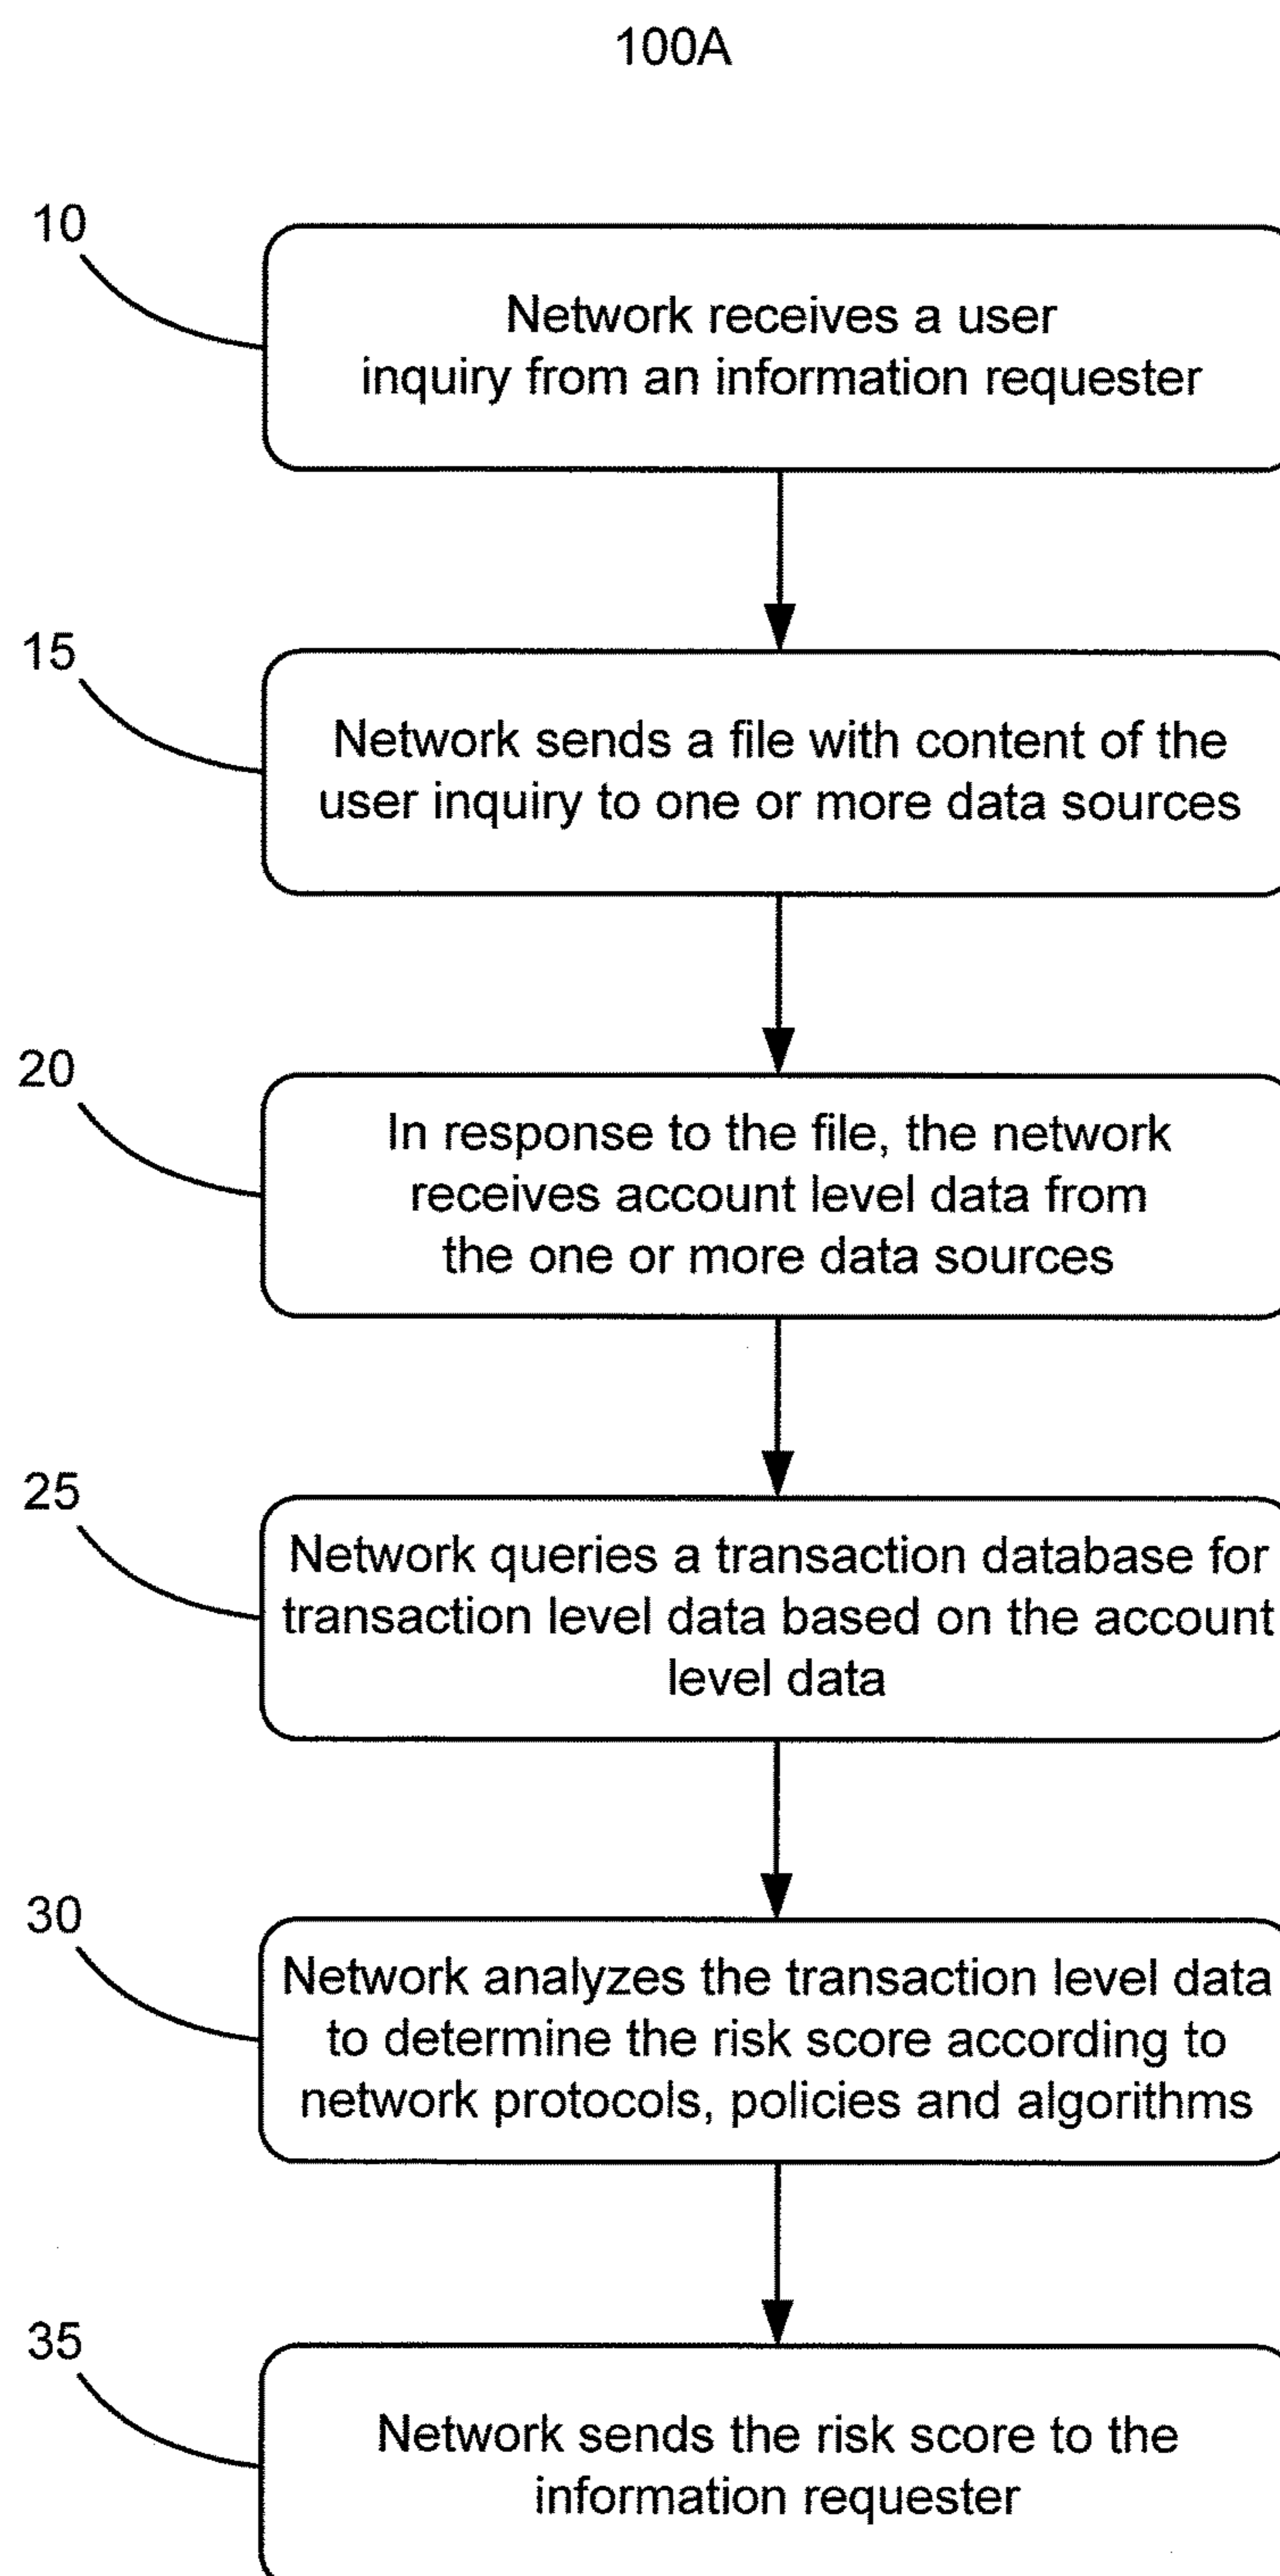 100A
10
Network receives a user
inquiry from an information requester
15
Network sends a file with content of the
user inquiry to one or more data sources
20
In response to the file, the network
receives account level data from
the one or more data sources
25
Network queries a transaction database for
transaction level data based on the account
level data
30
Network analyzes the transaction level data
to determine the risk score according to
network protocols, policies and algorithms
35
Network sends the risk score to the
information requester